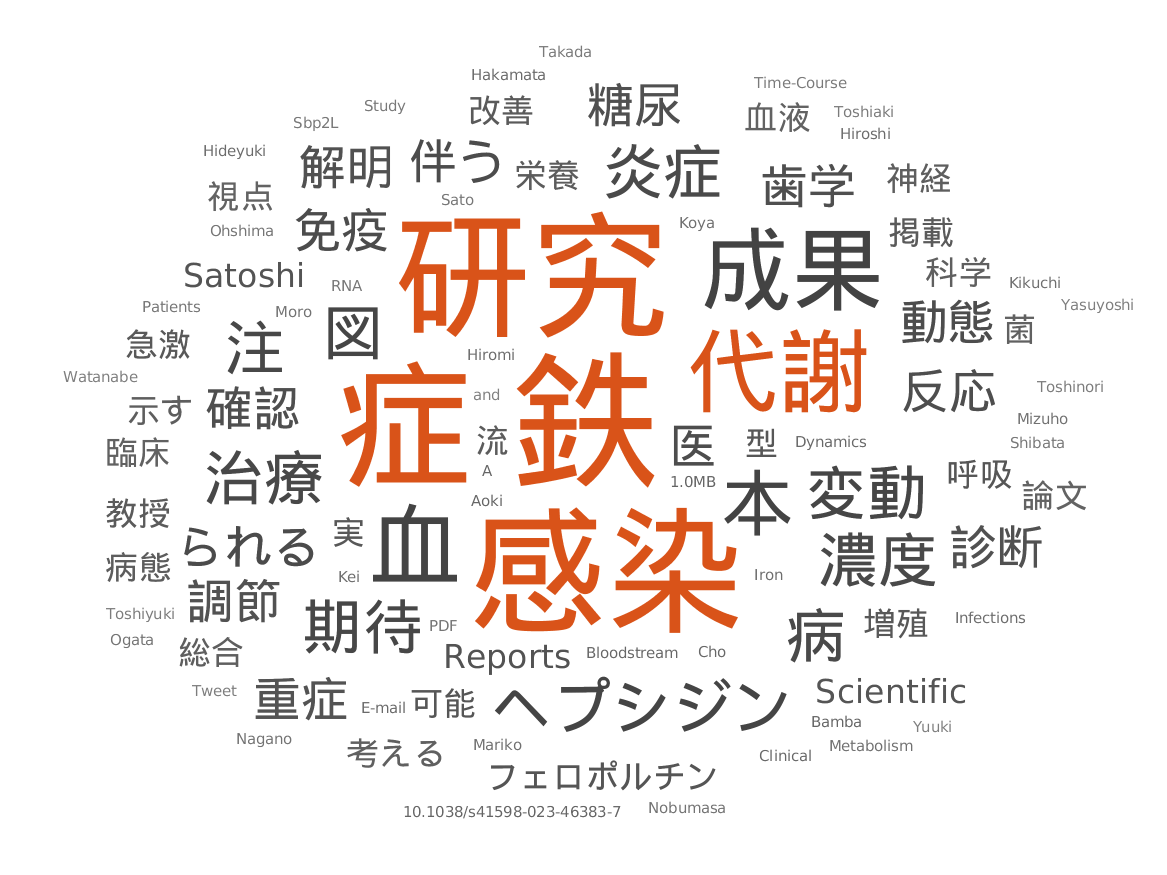 Takada
Hakamata
Time-Course
改善
糖尿
Study
血液
Toshiaki
Sbp2L
Hiroshi
Hideyuki
解明
伴う
栄養
炎症
歯学
神経
視点
Sato
Ohshima
免疫
研究
Koya
成果
掲載
Satoshi
RNA
科学
Kikuchi
Patients
Moro
Yasuyoshi
急激
注
図
動態
菌
Hiromi
代謝
Watanabe
示す
確認
症
and
鉄
反応
Toshinori
Mizuho
臨床
流
医
型
Dynamics
Shibata
治療
A
1.0MB
呼吸
論文
教授
Aoki
本
変動
られる
実
血
感染
濃度
診断
病態
Kei
Iron
Toshiyuki
調節
期待
PDF
病
増殖
Infections
Ogata
総合
Reports
Bloodstream
Cho
Tweet
重症
E-mail
可能
ヘプシジン
Scientific
Bamba
Yuuki
Nagano
考える
Mariko
Clinical
Metabolism
フェロポルチン
10.1038/s41598-023-46383-7
Nobumasa